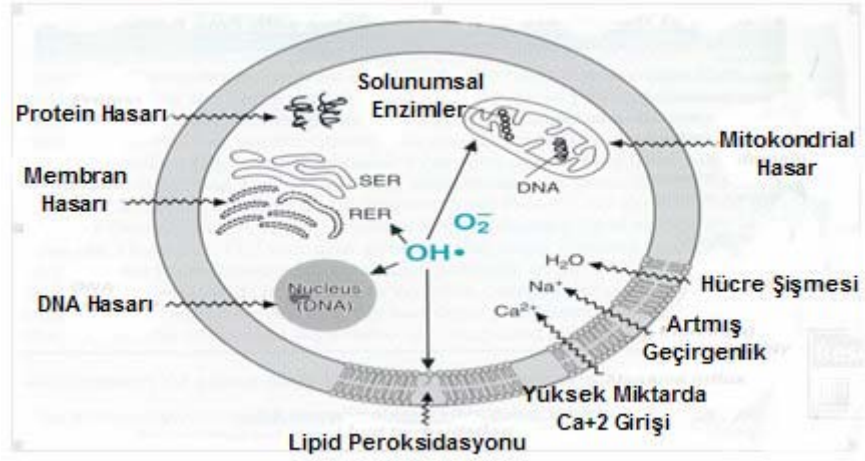 Solunumsal
Enzimler
Protein Hasarı
Mitokondrial
Hasar
DNA
Membran
Hasarı
SER
RER
O₂⁻
OH•
H₂O
Na⁺
Ca²⁺
Hücre Şişmesi
Nucleus
(DNA)
DNA Hasarı
Artmış
Geçirgenlik
Yüksek Miktarda
Ca+2 Girişi
Lipid Peroksidasyonu